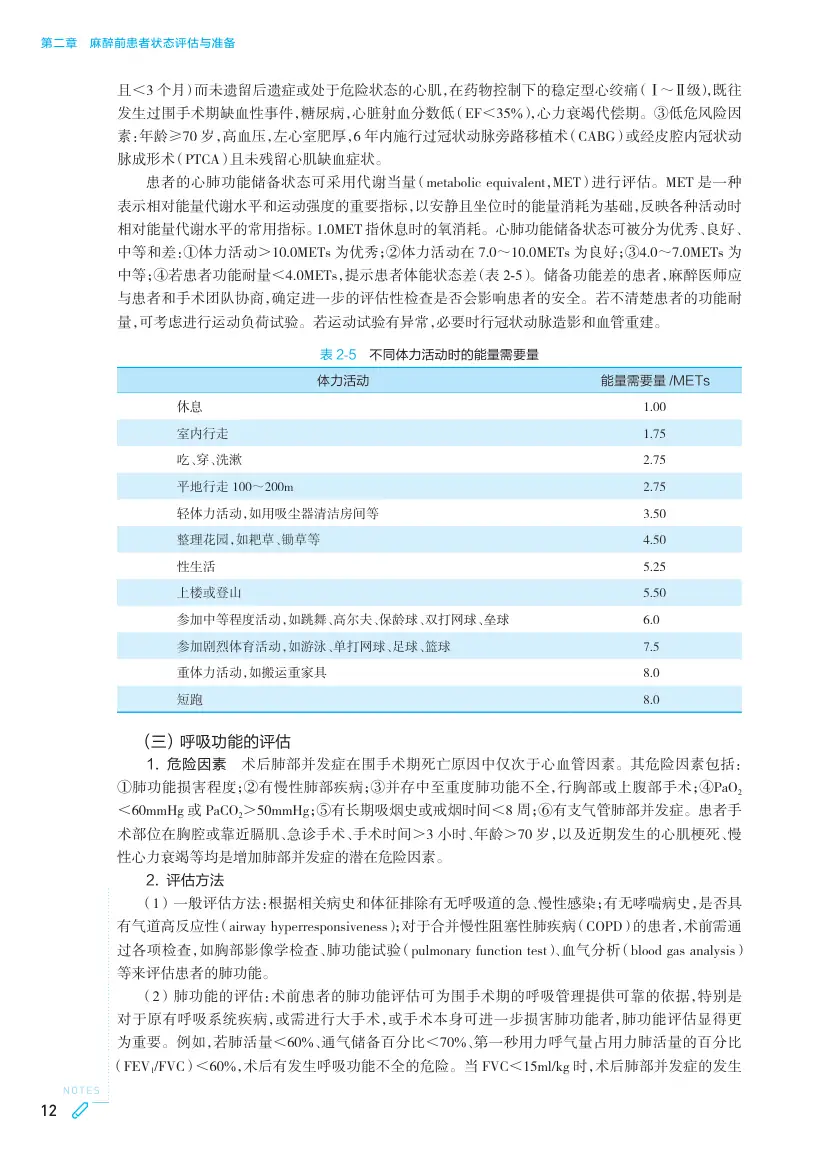 第二章 麻醉前患者状态评估与准备
且＜3 个月）而未遗留后遗症或处于危险状态的心肌，在药物控制下的稳定型心绞痛（Ⅰ～Ⅱ级），既往
发生过围手术期缺血性事件，糖尿病，心脏射血分数低（EF＜35%），心力衰竭代偿期。③低危风险因
素：年龄≥70 岁，高血压，左心室肥厚，6 年内施行过冠状动脉旁路移植术（CABG）或经皮腔内冠状动
脉成形术（PTCA）且未残留心肌缺血症状。
患者的心肺功能储备状态可采用代谢当量（metabolic equivalent，MET）进行评估。MET 是一种
表示相对能量代谢水平和运动强度的重要指标，以安静且坐位时的能量消耗为基础，反映各种活动时
相对能量代谢水平的常用指标。1.0MET 指休息时的氧消耗。心肺功能储备状态可被分为优秀、良好、
中等和差：①体力活动＞10.0METs 为优秀；②体力活动在 7.0～10.0METs 为良好；③4.0～7.0METs 为
中等；④若患者功能耐量＜4.0METs，提示患者体能状态差（表 2-5）。储备功能差的患者，麻醉医师应
与患者和手术团队协商，确定进一步的评估性检查是否会影响患者的安全。若不清楚患者的功能耐
量，可考虑进行运动负荷试验。若运动试验有异常，必要时行冠状动脉造影和血管重建。
表 2-5 不同体力活动时的能量需要量
体力活动 能量需要量 /METs
休息 1.00
室内行走 1.75
吃、穿、洗漱 2.75
平地行走 100～200m 2.75
轻体力活动，如用吸尘器清洁房间等 3.50
整理花园，如耙草、锄草等 4.50
性生活 5.25
上楼或登山 5.50
参加中等程度活动，如跳舞、高尔夫、保龄球、双打网球、垒球 6.0
参加剧烈体育活动，如游泳、单打网球、足球、篮球 7.5
重体力活动，如搬运重家具 8.0
短跑 8.0
（三）呼吸功能的评估
1. 危险因素 术后肺部并发症在围手术期死亡原因中仅次于心血管因素。其危险因素包括：
①肺功能损害程度；②有慢性肺部疾病；③并存中至重度肺功能不全，行胸部或上腹部手术；④PaO₂
＜60mmHg 或 PaCO₂＞50mmHg；⑤有长期吸烟史或戒烟时间＜8 周；⑥有支气管肺部并发症。患者手
术部位在胸腔或靠近膈肌、急诊手术、手术时间＞3 小时、年龄＞70 岁，以及近期发生的心肌梗死、慢
性心力衰竭等均是增加肺部并发症的潜在危险因素。
2. 评估方法
（1）一般评估方法：根据相关病史和体征排除有无呼吸道的急、慢性感染；有无哮喘病史，是否具
有气道高反应性（airway hyperresponsiveness）；对于合并慢性阻塞性肺疾病（COPD）的患者，术前需通
过各项检查，如胸部影像学检查、肺功能试验（pulmonary function test）、血气分析（blood gas analysis）
等来评估患者的肺功能。
（2）肺功能的评估：术前患者的肺功能评估可为围手术期的呼吸管理提供可靠的依据，特别是
对于原有呼吸系统疾病，或需进行大手术，或手术本身可进一步损害肺功能者，肺功能评估显得更
为重要。例如，若肺活量＜60%、通气储备百分比＜70%、第一秒用力呼气量占用力肺活量的百分比
（FEV₁/FVC）＜60%，术后有发生呼吸功能不全的危险。当 FVC＜15ml/kg 时，术后肺部并发症的发生
NOTES
12